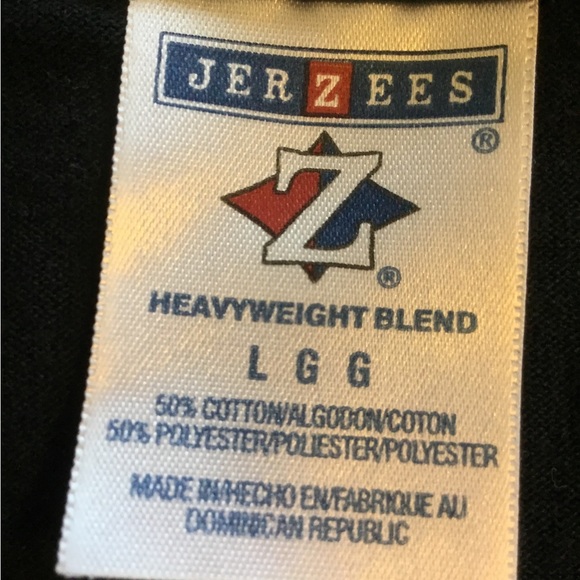 JERZEES
®
Z
®
HEAVYWEIGHT BLEND
L G G
50% COTTON/ALGODON/COTON
50% POLYESTER/POLIESTER/POLYESTER
MADE IN/HECHO EN/FABRIQUE AU
DOMINICAN REPUBLIC